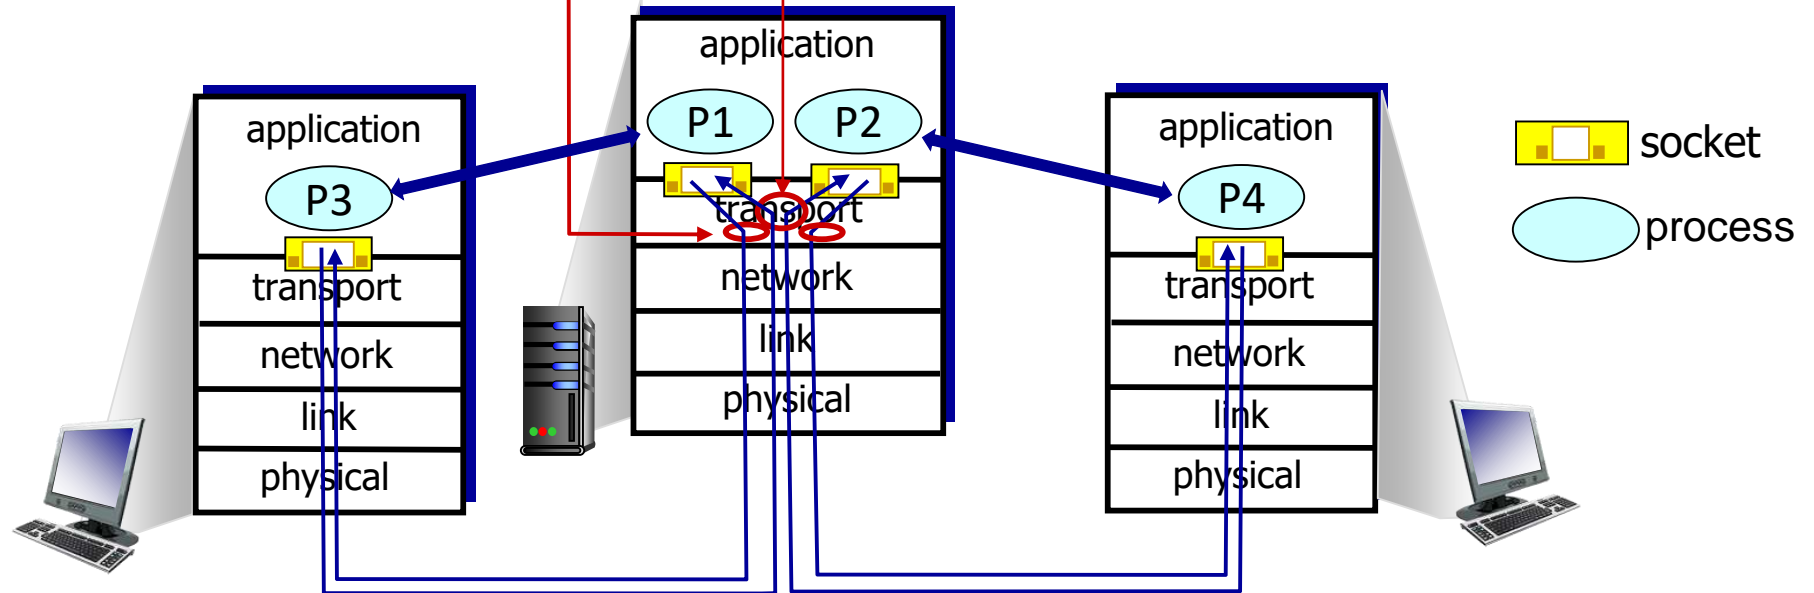 application
P3
transport
network
link
physical
application
P1 P2
transport
network
link
physical
application
P4
transport
network
link
physical
socket
process